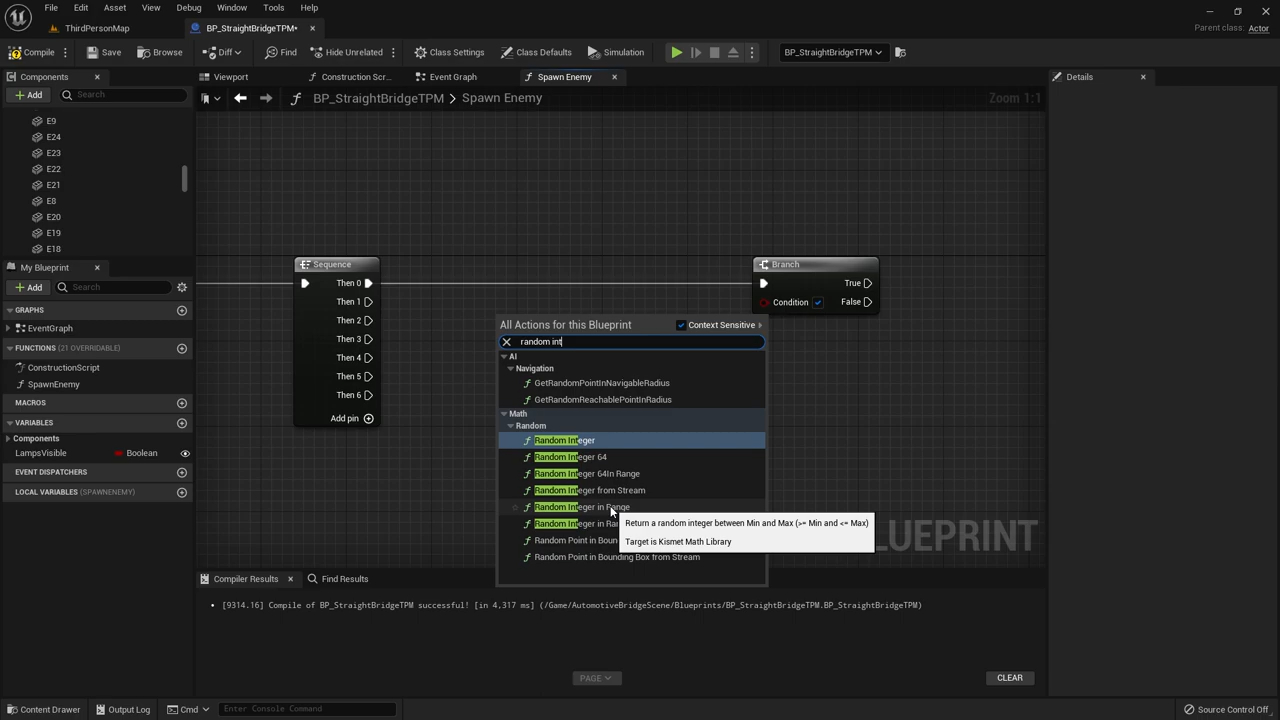 File Edit Asset View Debug Window Tools Help
ThirdPersonMap
BP_StraightBridgeTPM•
Parent class: Actor
Compile Save Browse Diff Find Hide Unrelated Class Settings Class Defaults Simulation BP_StraightBridgeTPM
Components
Viewport Construction Scr... Event Graph Spawn Enemy
Details
Add Search
BP_StraightBridgeTPM > Spawn Enemy
Zoom 1:1
E9
E24
E23
E22
E21
E8
E20
E19
E18
My Blueprint
Add Search
GRAPHS
EventGraph
FUNCTIONS (21 OVERRIDABLE)
ConstructionScript
SpawnEnemy
MACROS
VARIABLES
Components
LampsVisible Boolean
EVENT DISPATCHERS
LOCAL VARIABLES (SPAWNENEMY)
Sequence
Then 0
Then 1
Then 2
Then 3
Then 4
Then 5
Then 6
Add pin
Branch
True
Condition False
All Actions for this Blueprint Context Sensitive
random int
AI
Navigation
GetRandomPointInNavigableRadius
GetRandomReachablePointInRadius
Math
Random
Random Integer
Random Integer 64
Random Integer 64In Range
Random Integer from Stream
Random Integer in Range
Random Integer in Ran
Random Point in Boun
Random Point in Bounding Box from Stream
Return a random integer between Min and Max (>= Min and <= Max)
Target is Kismet Math Library
EPRINT
Compiler Results Find Results
• [9314.16] Compile of BP_StraightBridgeTPM successful! [in 4,317 ms] (/Game/AutomotiveBridgeScene/Blueprints/BP_StraightBridgeTPM.BP_StraightBridgeTPM)
PAGE
CLEAR
Content Drawer Output Log Cmd Enter Console Command
Source Control Off